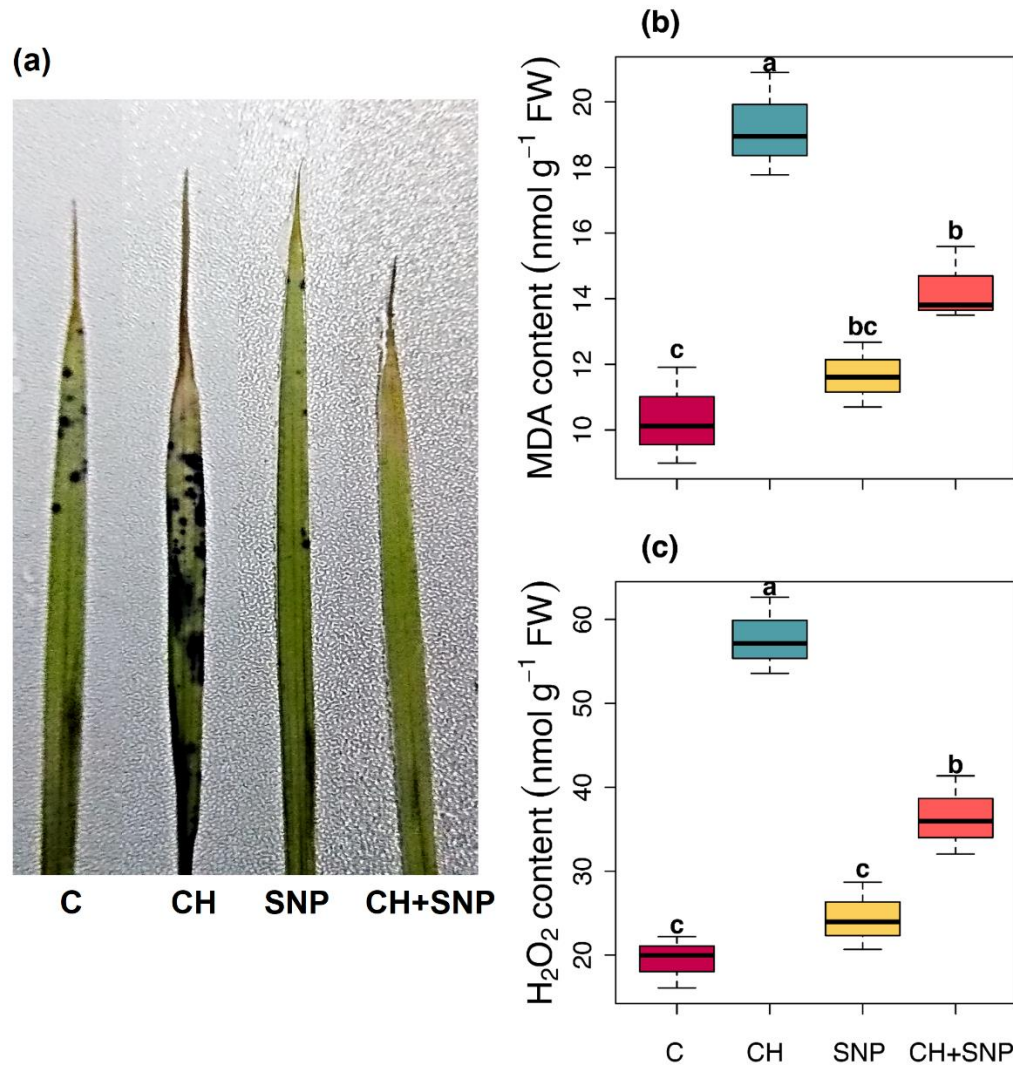 (a)
C CH SNP CH+SNP
(b)
MDA content (nmol g⁻¹ FW)
10 12 14 16 18 20
c a bc b
(c)
H₂O₂ content (nmol g⁻¹ FW)
20 30 40 50 60
c a c b
C CH SNP CH+SNP